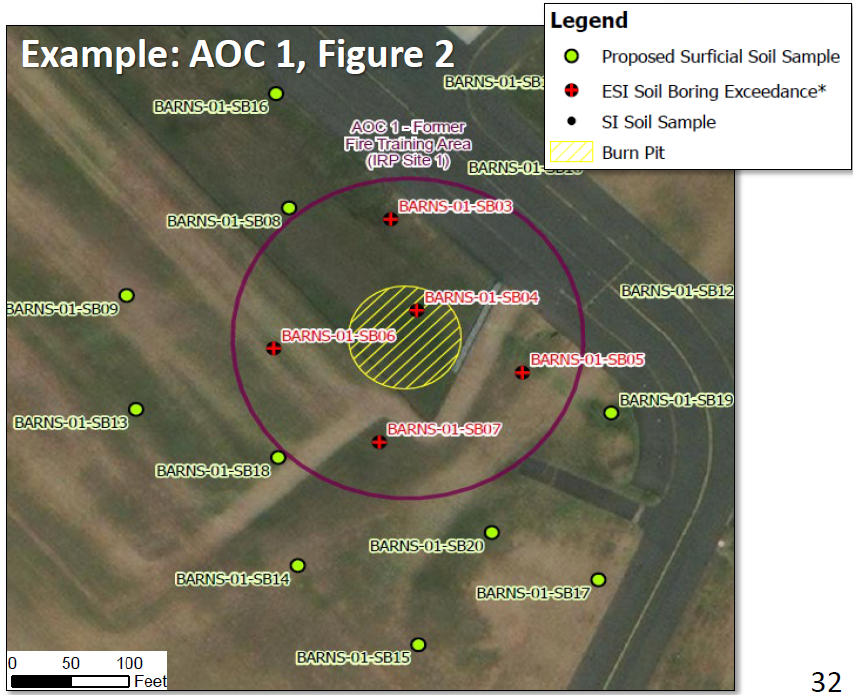 Example: AOC 1, Figure 2
Legend
Proposed Surficial Soil Sample
ESI Soil Boring Exceedance*
SI Soil Sample
Burn Pit
BARNS-01-SB16
AOC 1 - Former
Fire Training Area
(IRP Site 1)
BARNS-01-SB03
BARNS-01-SB08
BARNS-01-SB12
BARNS-01-SB04
BARNS-01-SB09
BARNS-01-SB06
BARNS-01-SB05
BARNS-01-SB19
BARNS-01-SB13
BARNS-01-SB07
BARNS-01-SB18
BARNS-01-SB20
BARNS-01-SB14
BARNS-01-SB17
BARNS-01-SB15
0 50 100
Feet
32